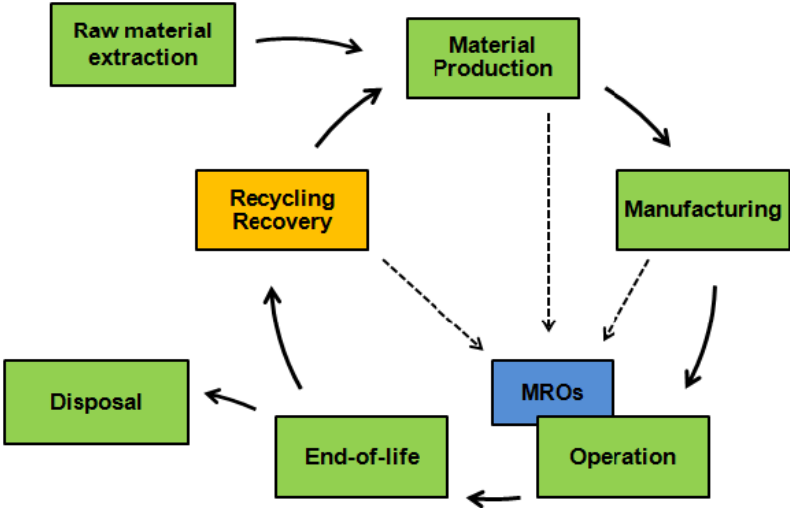 Raw material
extraction
Material
Production
Recycling
Recovery
Manufacturing
MROs
Disposal
End-of-life
Operation